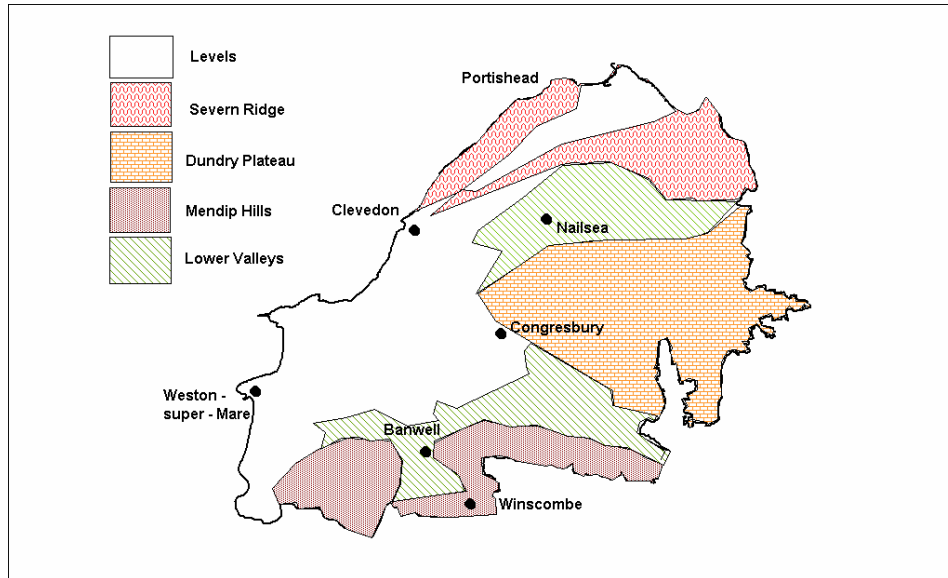 Levels
Severn Ridge
Dundry Plateau
Mendip Hills
Lower Valleys
Portishead
Clevedon
Nailsea
Congresbury
Weston -
super - Mare
Banwell
Winscombe